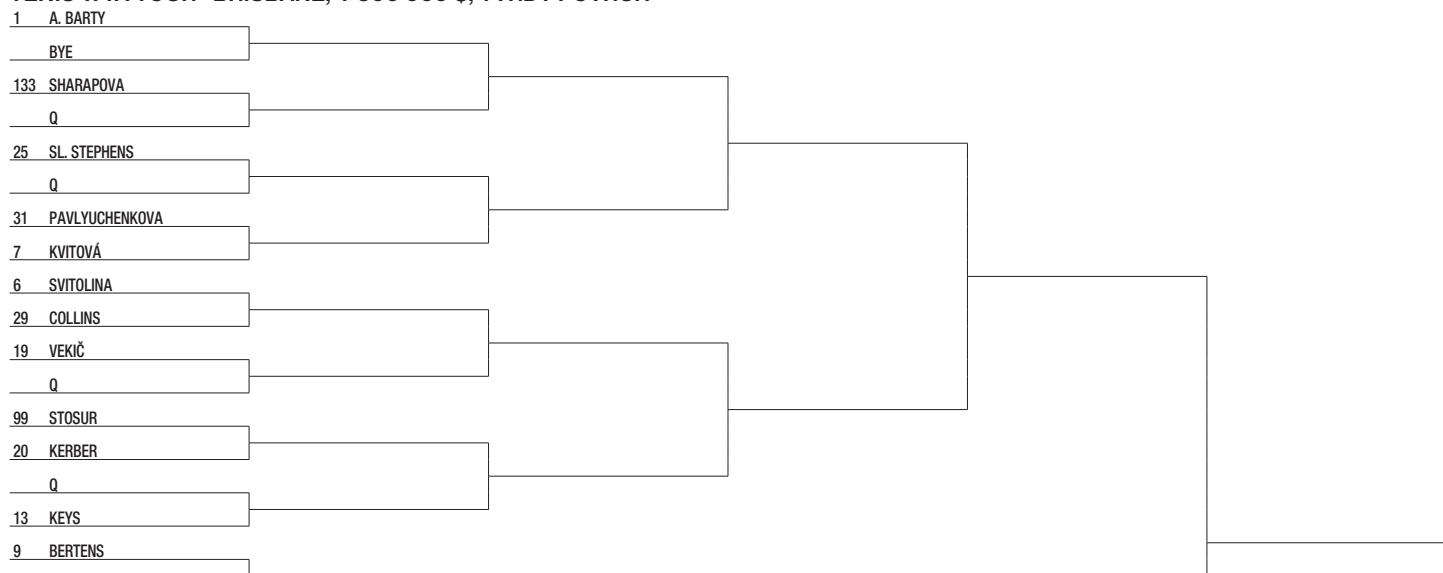 1 A. BARTY
BYE
133 SHARAPOVA
Q
25 SL. STEPHENS
Q
31 PAVLYUCHENKOVA
7 KVITOVÁ
6 SVITOLINA
29 COLLINS
19 VEKIČ
Q
99 STOSUR
20 KERBER
Q
13 KEYS
9 BERTENS